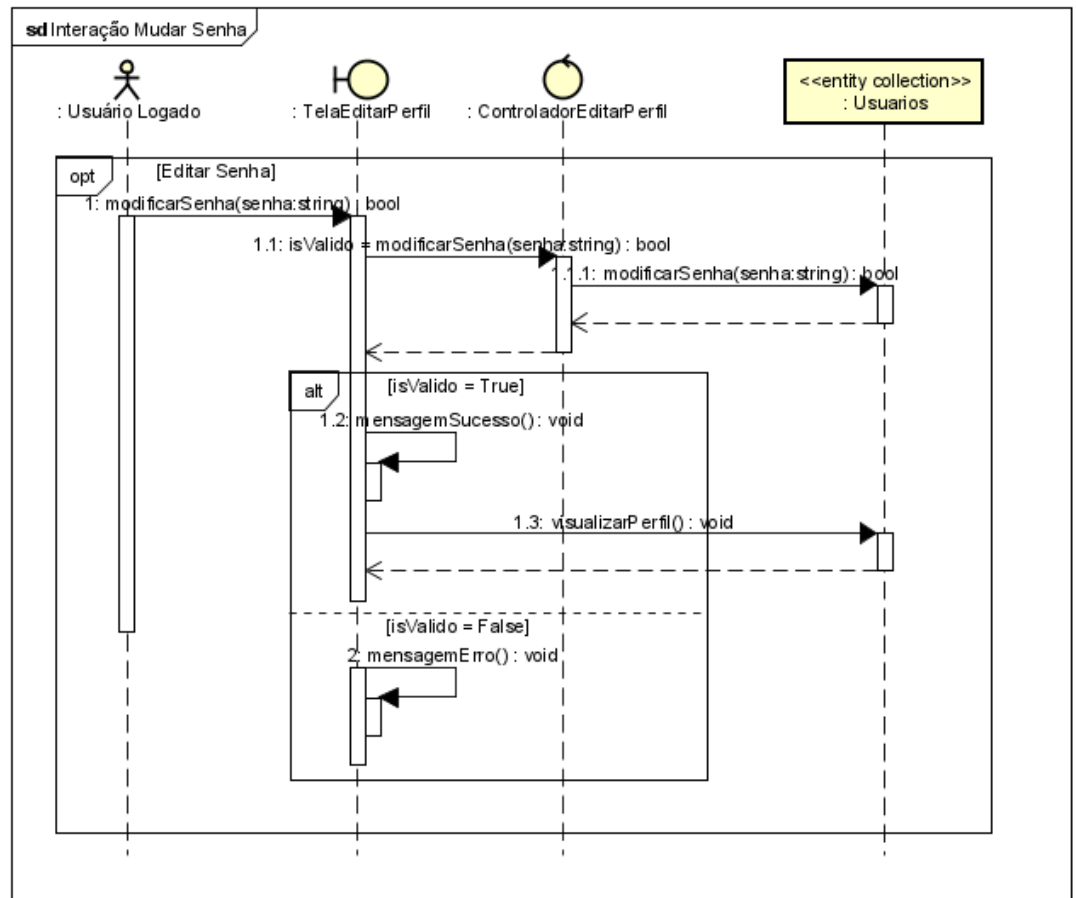 sd Interação Mudar Senha
: Usuário Logado
: TelaEditarPerfil
: ControladorEditarPerfil
<<entity collection>>
: Usuarios
opt
[Editar Senha]
1: modificarSenha(senha:string) : bool
1.1: isValido = modificarSenha(senha:string) : bool
1.1.1: modificarSenha(senha:string) : bool
alt
[isValido = True]
1.2: mensagemSucesso() : void
1.3: visualizarPerfil() : void
[isValido = False]
2: mensagemErro() : void